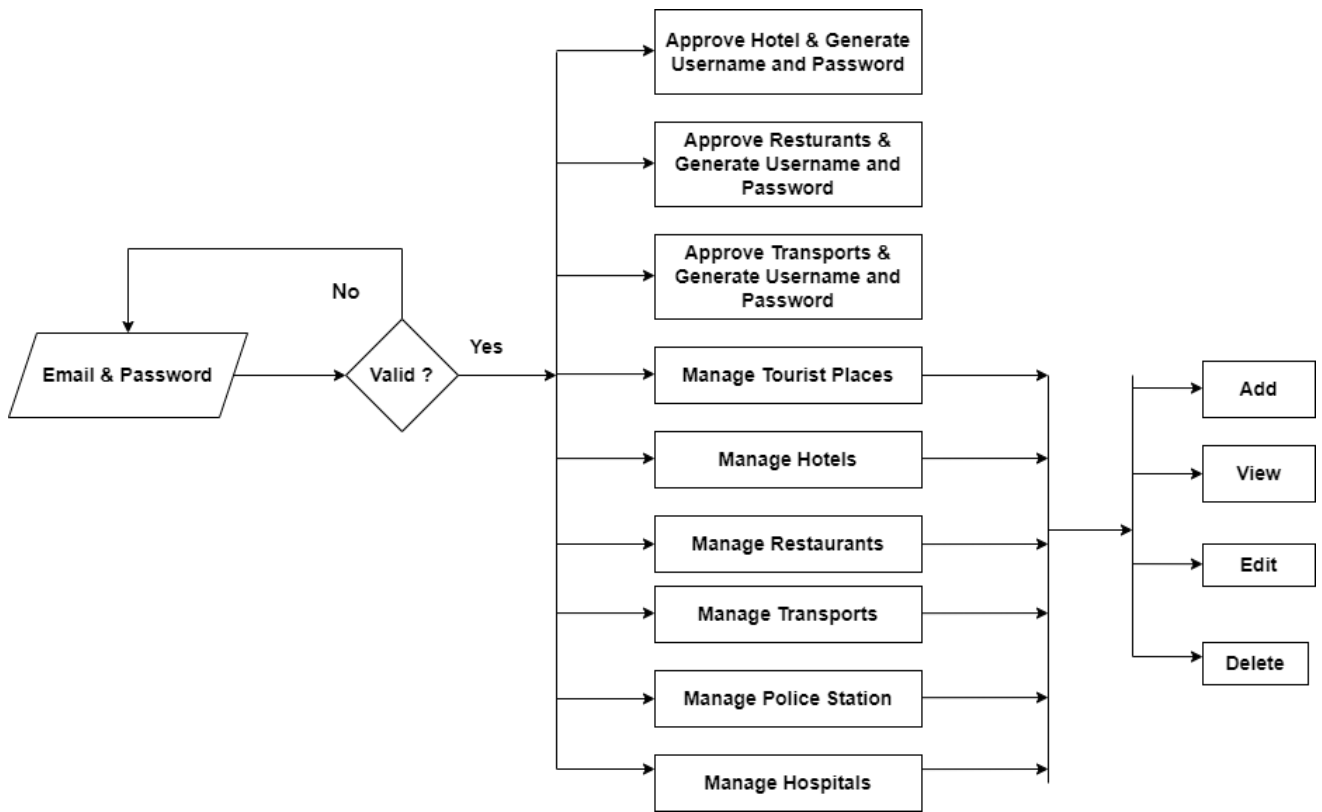 Approve Hotel & Generate
Username and Password
Approve Resturants &
Generate Username and
Password
Approve Transports &
Generate Username and
Password
No
Email & Password
Valid ?
Yes
Manage Tourist Places
Manage Hotels
Manage Restaurants
Manage Transports
Manage Police Station
Manage Hospitals
Add
View
Edit
Delete